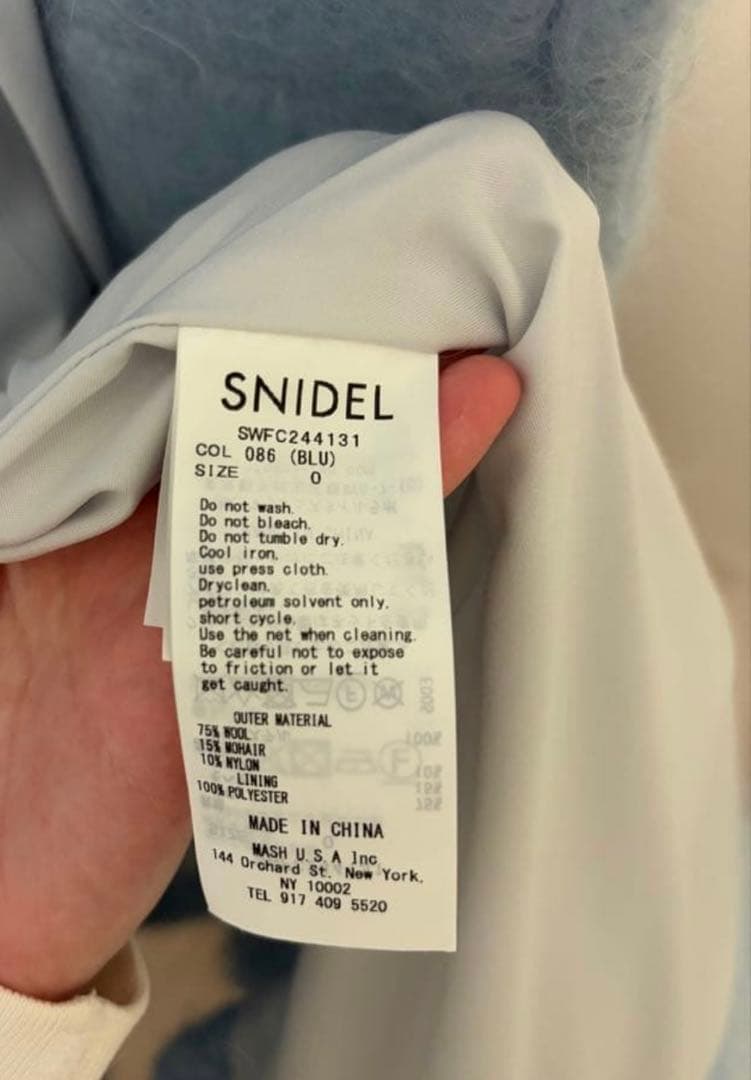 SNIDEL
SWFC244131
COL 086 (BLU)
SIZE 0
Do not wash.
Do not bleach.
Do not tumble dry.
Cool iron.
use press cloth.
Dryclean.
petroleum solvent only.
short cycle.
Use the net when cleaning.
Be careful not to expose
to friction or let it
get caught.
OUTER MATERIAL
75% WOOL
15% MOHAIR
10% NYLON
LINING
100% POLYESTER
MADE IN CHINA
MASH U.S.A Inc
144 Orchard St. New York.
NY 10002
TEL 917 409 5520